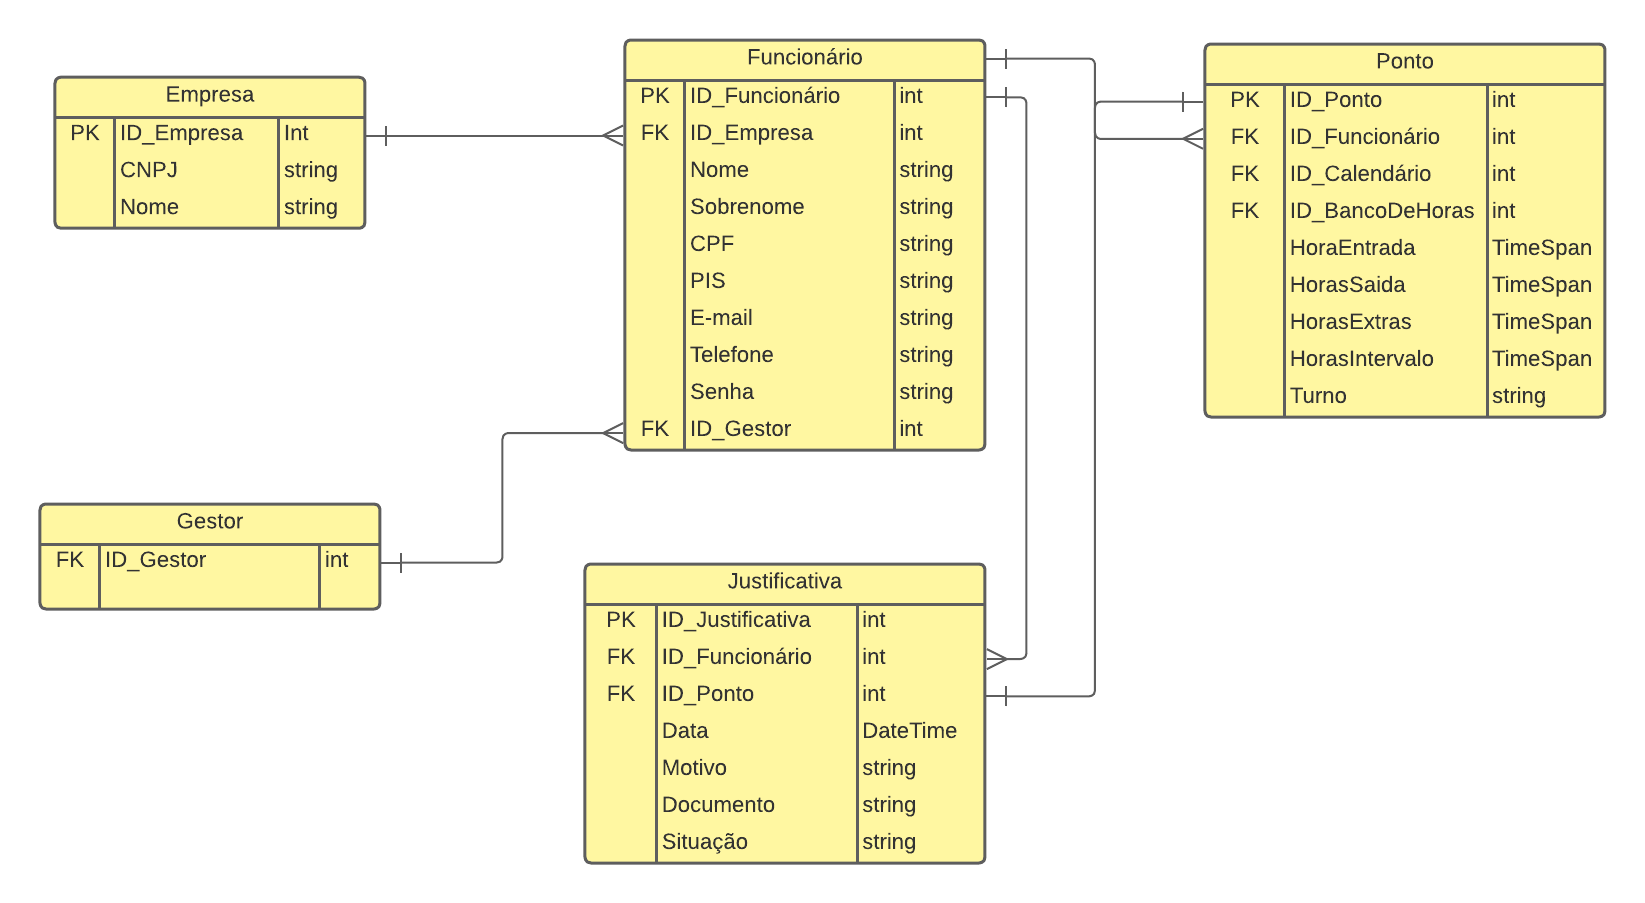 Empresa
PK ID_Empresa Int
CNPJ string
Nome string
Funcionário
PK ID_Funcionário int
FK ID_Empresa int
Nome string
Sobrenome string
CPF string
PIS string
E-mail string
Telefone string
Senha string
FK ID_Gestor int
Ponto
PK ID_Ponto int
FK ID_Funcionário int
FK ID_Calendário int
FK ID_BancoDeHoras int
HoraEntrada TimeSpan
HorasSaida TimeSpan
HorasExtras TimeSpan
HorasIntervalo TimeSpan
Turno string
Gestor
FK ID_Gestor int
Justificativa
PK ID_Justificativa int
FK ID_Funcionário int
FK ID_Ponto int
Data DateTime
Motivo string
Documento string
Situação string